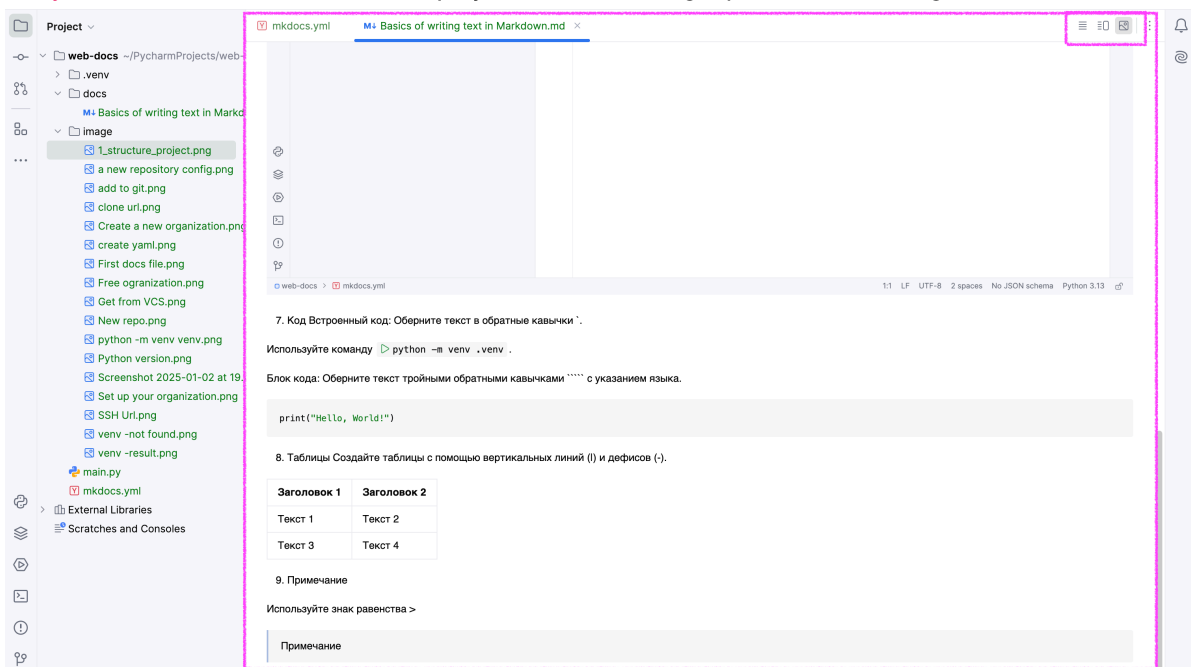 Project
mkdocs.yml
Basics of writing text in Markdown.md
web-docs ~/PycharmProjects/web-
.venv
docs
M↓ Basics of writing text in Markd
image
1_structure_project.png
a new repository config.png
add to git.png
clone url.png
Create a new organization.png
create yaml.png
First docs file.png
Free ogranization.png
Get from VCS.png
New repo.png
python -m venv venv.png
Python version.png
Screenshot 2025-01-02 at 19.
Set up your organization.png
SSH Url.png
venv -not found.png
venv -result.png
main.py
mkdocs.yml
External Libraries
Scratches and Consoles
web-docs > mkdocs.yml
1:1 LF UTF-8 2 spaces No JSON schema Python 3.13
7. Код Встроенный код: Оберните текст в обратные кавычки `.
Используйте команду python -m venv .venv .
Блок кода: Оберните текст тройными обратными кавычками ````` с указанием языка.
print("Hello, World!")
8. Таблицы Создайте таблицы с помощью вертикальных линий (I) и дефисов (-).
Заголовок 1 Заголовок 2
Текст 1 Текст 2
Текст 3 Текст 4
9. Примечание
Используйте знак равенства >
Примечание